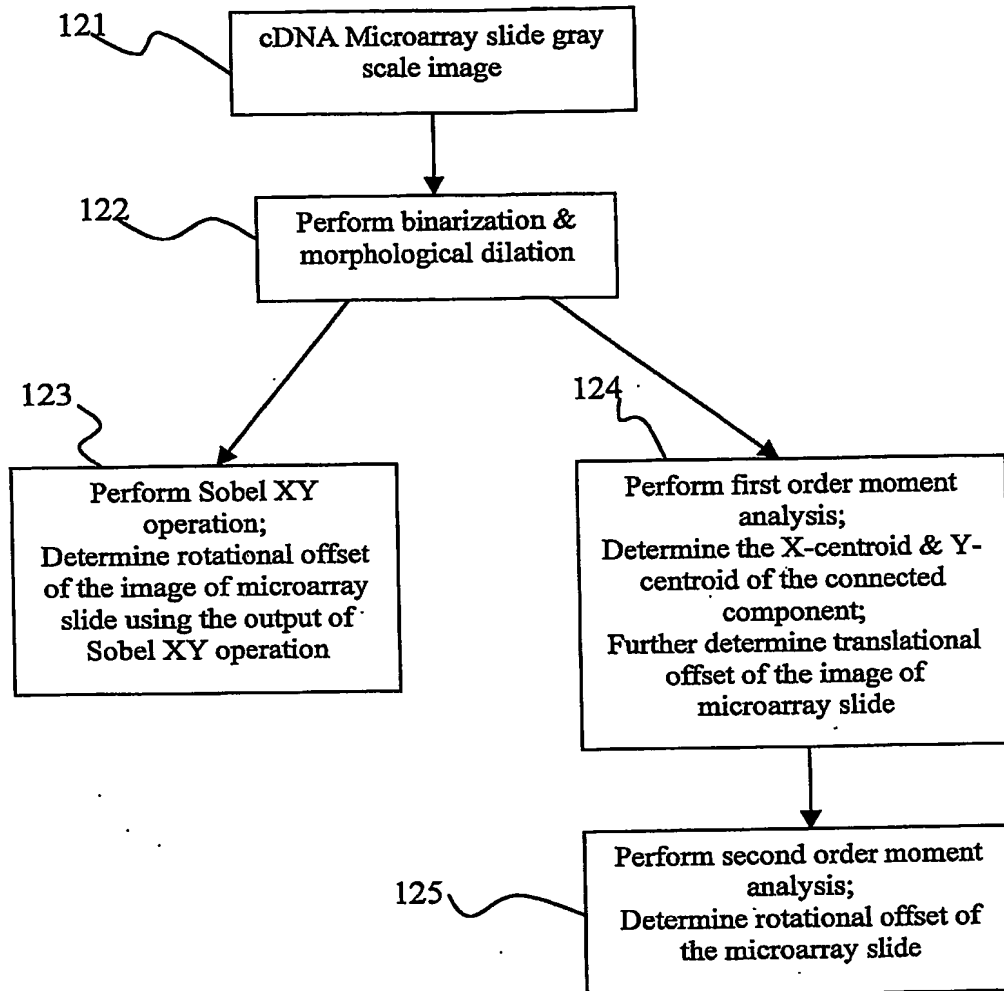 121
cDNA Microarray slide gray
scale image
122
Perform binarization &
morphological dilation
123
Perform Sobel XY
operation;
Determine rotational offset
of the image of microarray
slide using the output of
Sobel XY operation
124
Perform first order moment
analysis;
Determine the X-centroid & Y-
centroid of the connected
component;
Further determine translational
offset of the image of
microarray slide
125
Perform second order moment
analysis;
Determine rotational offset of
the microarray slide